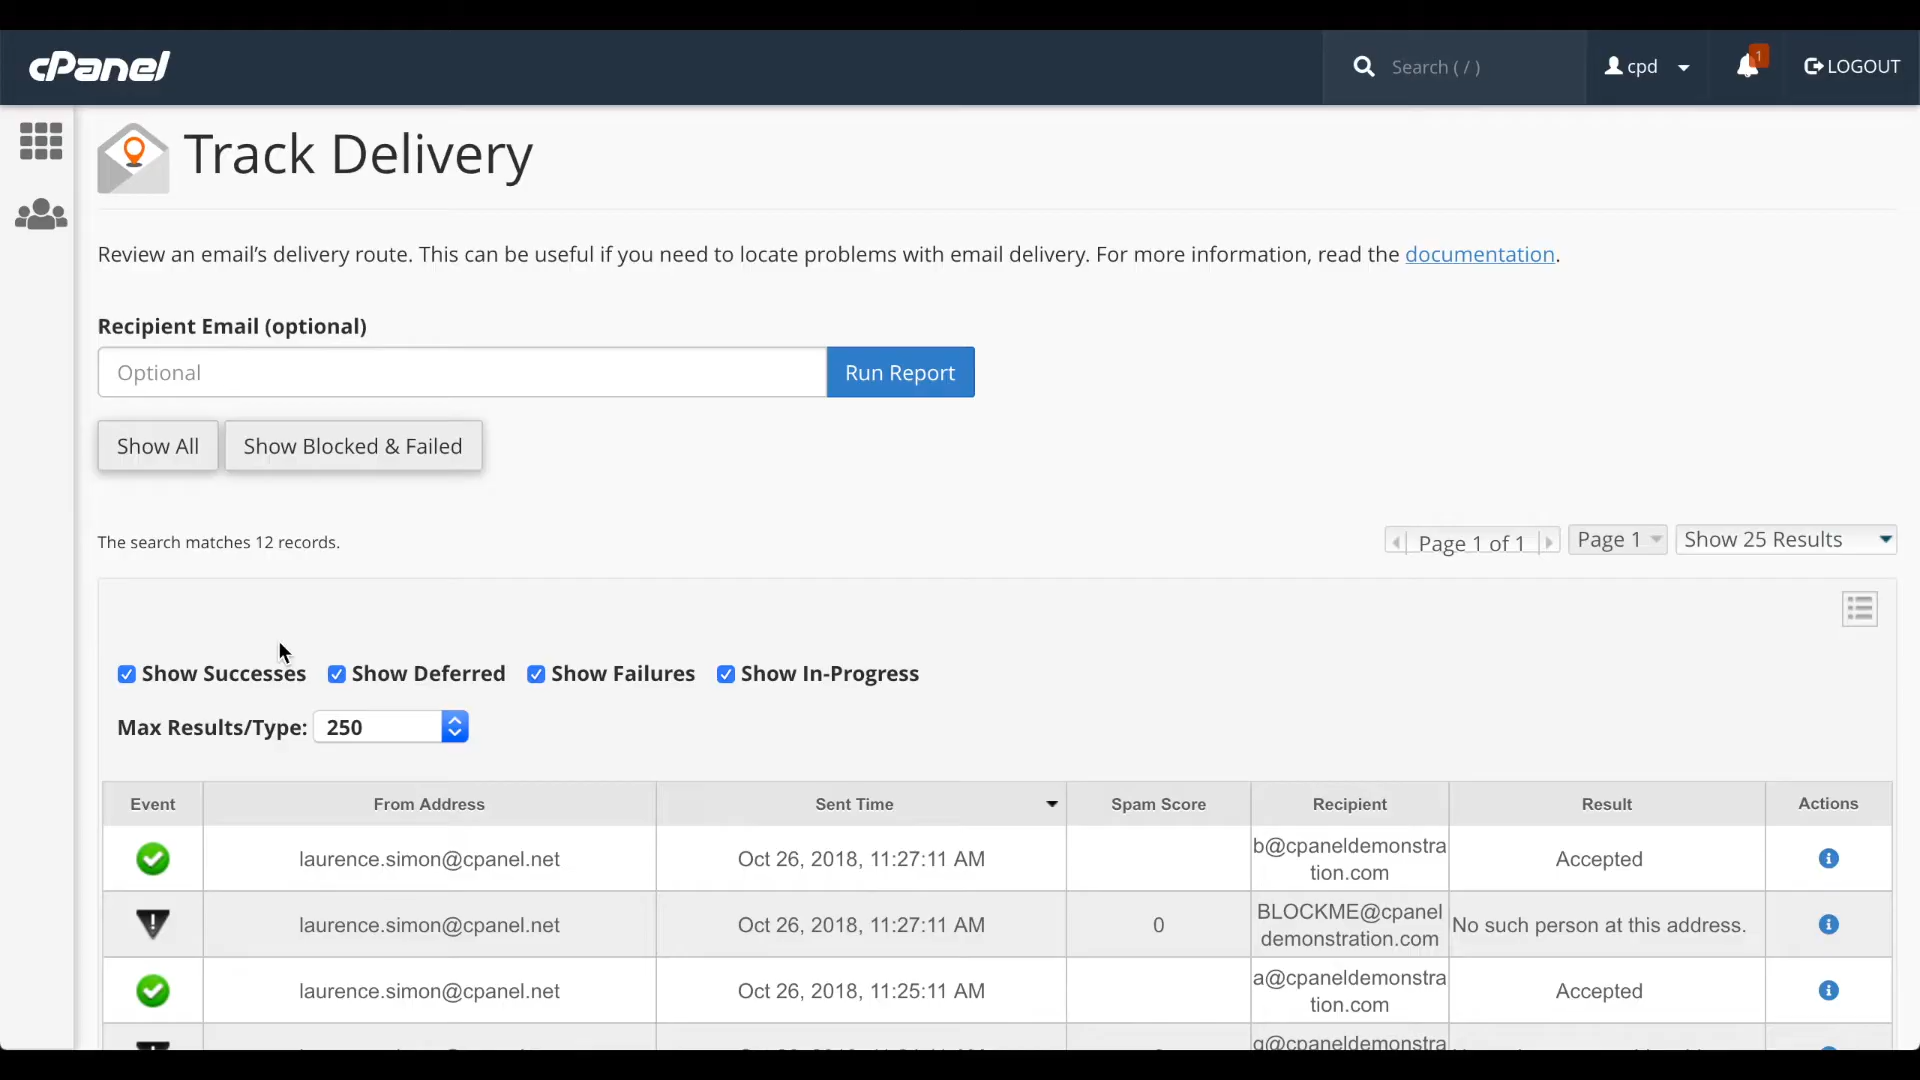 cPanel
Search ( / )
cpd
1
LOGOUT
Track Delivery
Review an email's delivery route. This can be useful if you need to locate problems with email delivery. For more information, read the documentation.
Recipient Email (optional)
Optional
Run Report
Show All
Show Blocked & Failed
The search matches 12 records.
Page 1 of 1
Page 1
Show 25 Results
Show Successes
Show Deferred
Show Failures
Show In-Progress
Max Results/Type:
250
Event
From Address
Sent Time
Spam Score
Recipient
Result
Actions
laurence.simon@cpanel.net
Oct 26, 2018, 11:27:11 AM
b@cpaneldemonstra
tion.com
Accepted
laurence.simon@cpanel.net
Oct 26, 2018, 11:27:11 AM
0
BLOCKME@cpanel
demonstration.com
No such person at this address.
laurence.simon@cpanel.net
Oct 26, 2018, 11:25:11 AM
a@cpaneldemonstra
tion.com
Accepted